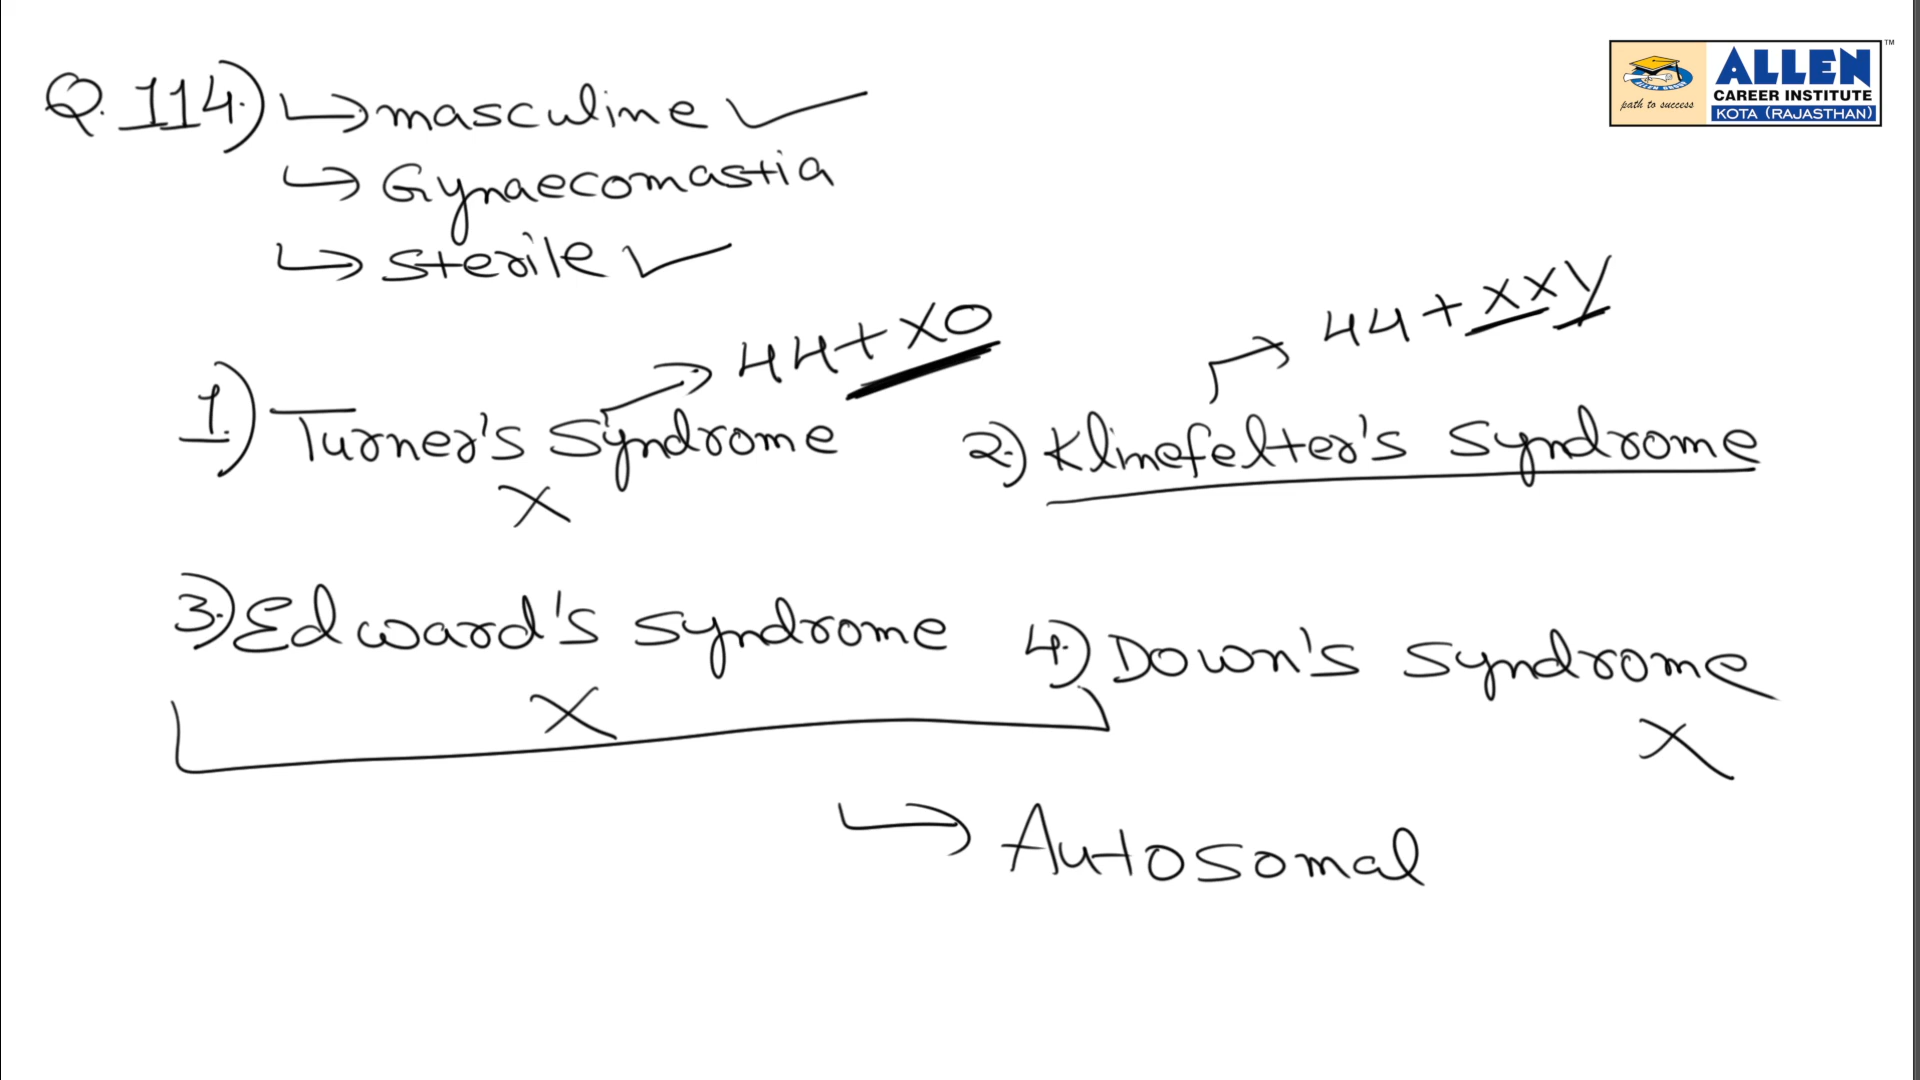 Q. 114.) ↳ masculine ✓
↳ Gynaecomastia
↳ sterile ✓
→ 44+XO
→ 44+XXY
1.) Turner's Syndrome
X
2.) Klinefelter's Syndrome
3.) Edward's syndrome
X
4.) Down's syndrome
X
↳ Autosomal
ALLEN
TM
CAREER INSTITUTE
KOTA (RAJASTHAN)
path to success